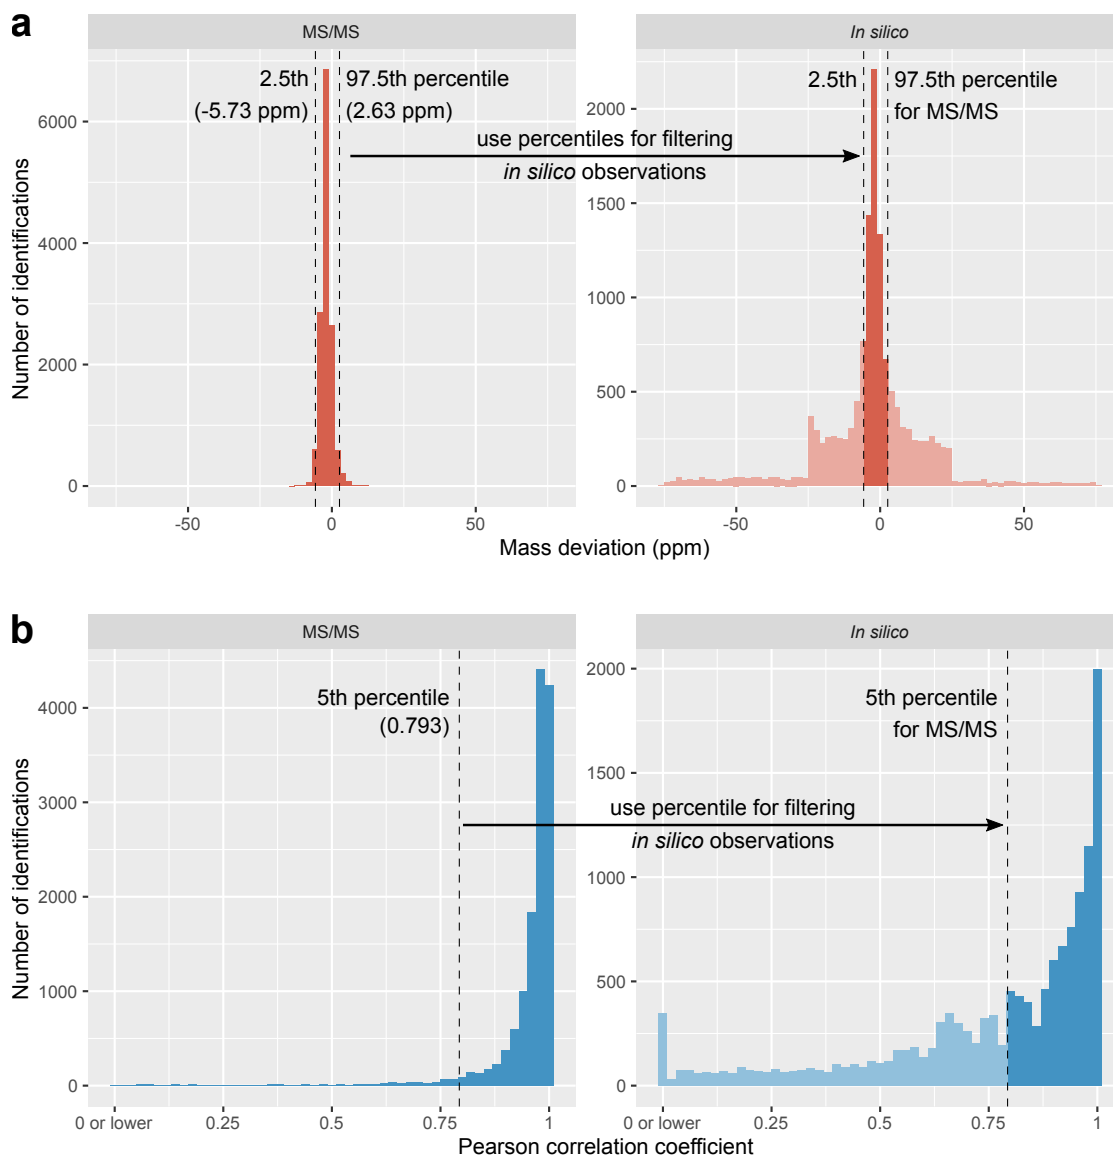 a
MS/MS
In silico
2.5th
(-5.73 ppm)
97.5th percentile
(2.63 ppm)
2.5th
97.5th percentile
for MS/MS
use percentiles for filtering
in silico observations
Number of identifications
6000
4000
2000
0
2000
1500
1000
500
0
-50
0
50
-50
0
50
Mass deviation (ppm)
b
MS/MS
In silico
5th percentile
(0.793)
5th percentile
for MS/MS
use percentile for filtering
in silico observations
Number of identifications
4000
3000
2000
1000
0
2000
1500
1000
500
0
0 or lower
0.25
0.5
0.75
1
0 or lower
0.25
0.5
0.75
1
Pearson correlation coefficient